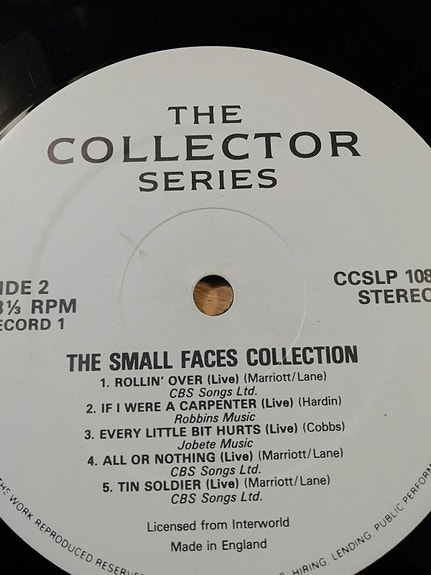 THE
COLLECTOR
SERIES
IDE 2
3⅓ RPM
ECORD 1
CCSLP 108
STEREO
THE SMALL FACES COLLECTION
1. ROLLIN' OVER (Live) (Marriott/Lane)
CBS Songs Ltd.
2. IF I WERE A CARPENTER (Live) (Hardin)
Robbins Music
3. EVERY LITTLE BIT HURTS (Live) (Cobbs)
Jobete Music
4. ALL OR NOTHING (Live) (Marriott/Lane)
CBS Songs Ltd.
5. TIN SOLDIER (Live) (Marriott/Lane)
CBS Songs Ltd.
Licensed from Interworld
Made in England
THE WORK REPRODUCED RESERVED
HIRING, LENDING, PUBLIC PERFORM